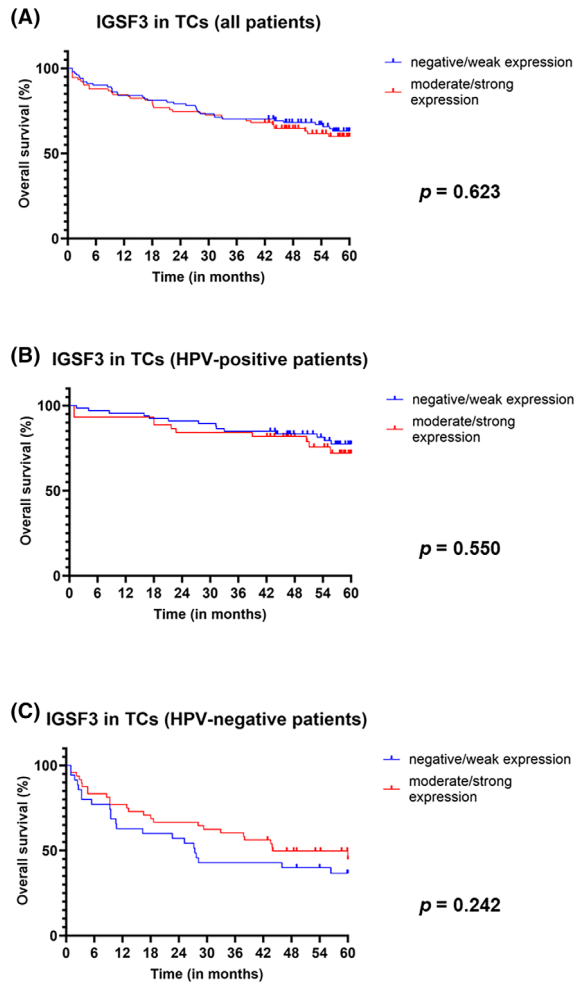 (A)
IGSF3 in TCs (all patients)
100
50
0
Overall survival (%)
0 6 12 18 24 30 36 42 48 54 60
Time (in months)
negative/weak expression
moderate/strong
expression
p = 0.623
(B)
IGSF3 in TCs (HPV-positive patients)
100
50
0
Overall survival (%)
0 6 12 18 24 30 36 42 48 54 60
Time (in months)
negative/weak expression
moderate/strong
expression
p = 0.550
(C)
IGSF3 in TCs (HPV-negative patients)
100
50
0
Overall survival (%)
0 6 12 18 24 30 36 42 48 54 60
Time (in months)
negative/weak expression
moderate/strong
expression
p = 0.242